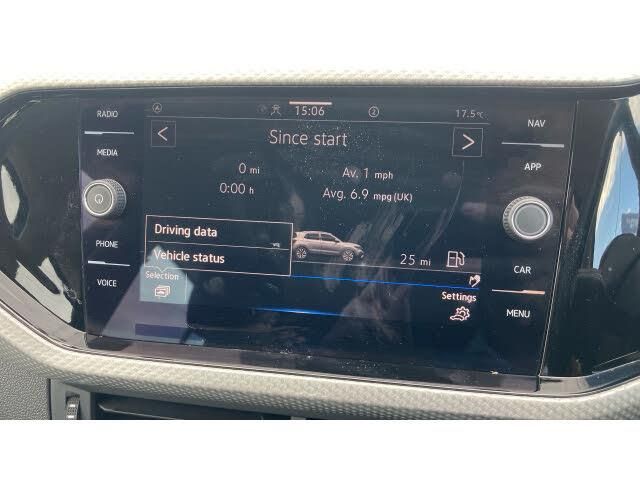 RADIO
MEDIA
PHONE
VOICE
15:06
2
17.5°C
Since start
0 mi
Av. 1 mph
0:00 h
Avg. 6.9 mpg (UK)
Driving data
Vehicle status
25 mi
Selection
Settings
NAV
APP
CAR
MENU